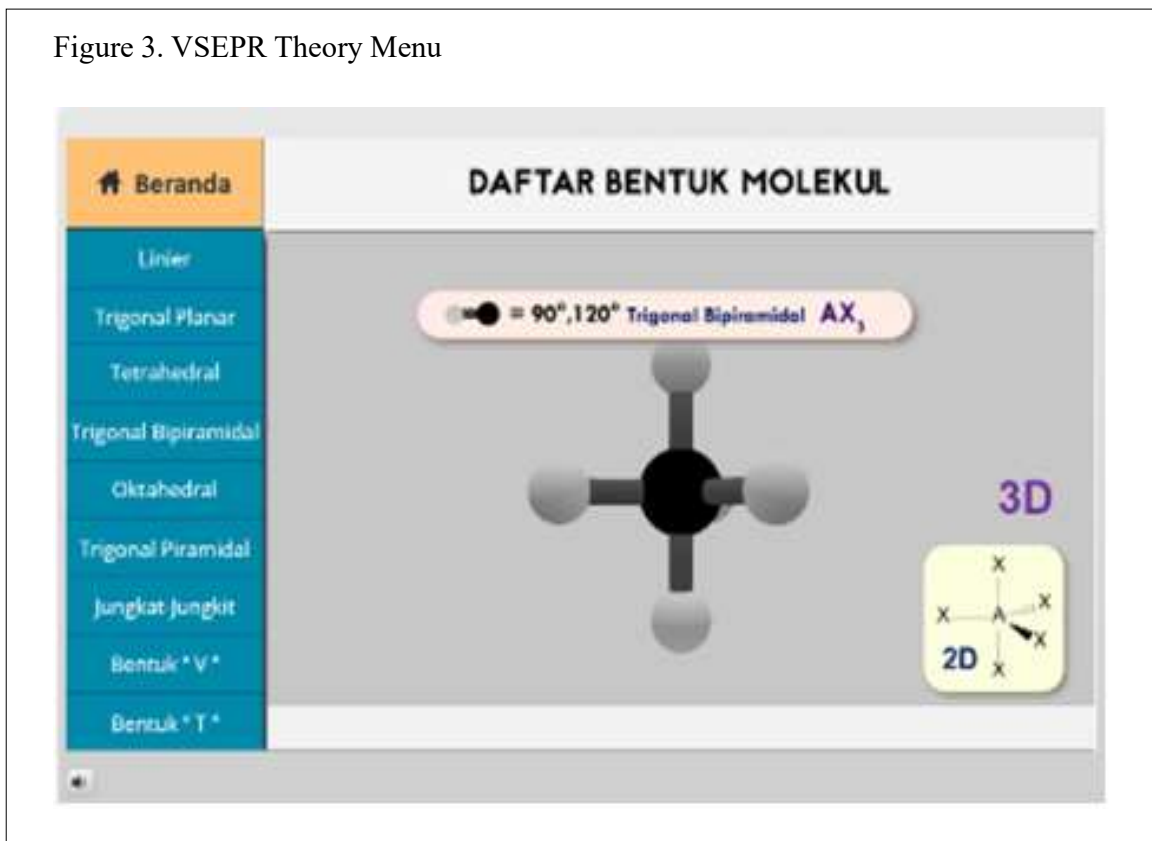 Figure 3. VSEPR Theory Menu
Beranda
DAFTAR BENTUK MOLEKUL
Linier
Trigonal Planar
Tetrahedral
Trigonal Bipiramidal
Oktahedral
Trigonal Piramidal
Jungkat Jungkit
Bentuk "V"
Bentuk "T"
= 90°,120° Trigonal Bipiramidal AX
3D
X
X A X
X
2D X